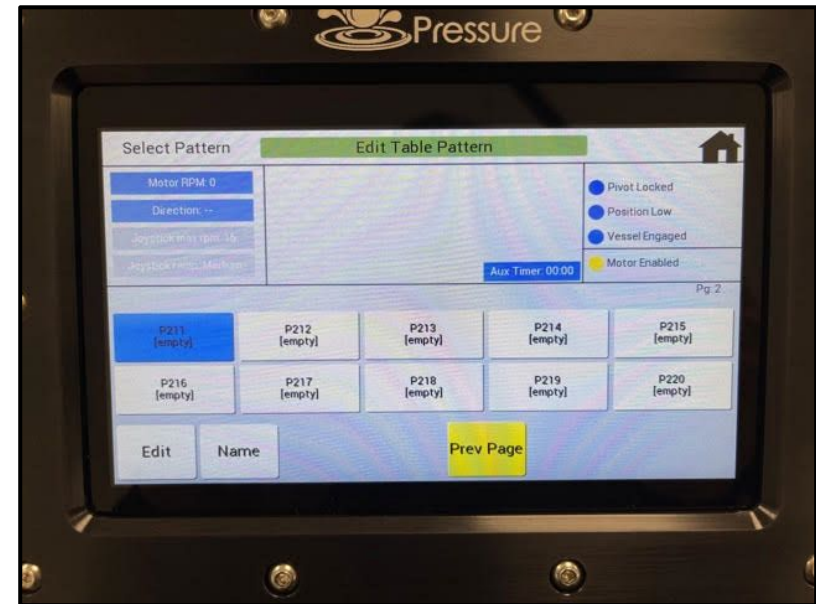 Pressure
Select Pattern
Edit Table Pattern
Motor RPM: 0
Direction: --
Joystick
Joystick
Aux Timer: 00:00
Pivot Locked
Position Low
Vessel Engaged
Motor Enabled
Pg 2
P211
[empty]
P212
[empty]
P213
[empty]
P214
[empty]
P215
[empty]
P216
[empty]
P217
[empty]
P218
[empty]
P219
[empty]
P220
[empty]
Edit
Name
Prev Page